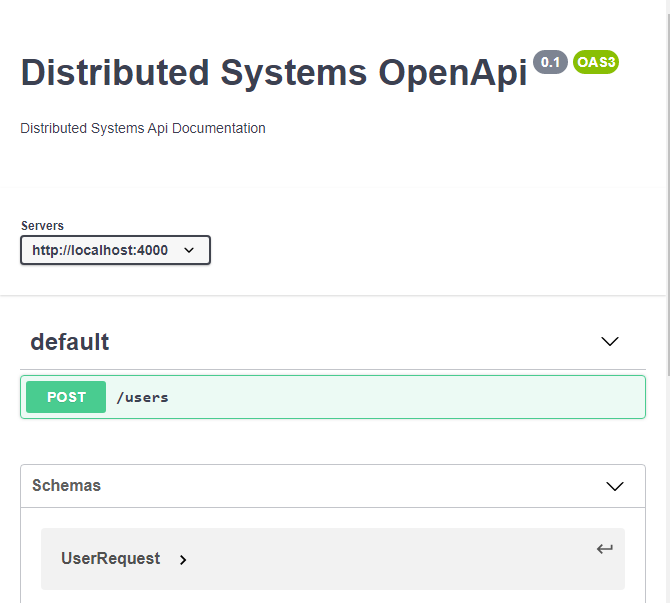 Distributed Systems OpenApi 0.1 OAS3
Distributed Systems Api Documentation
Servers
http://localhost:4000
default
POST /users
Schemas
UserRequest